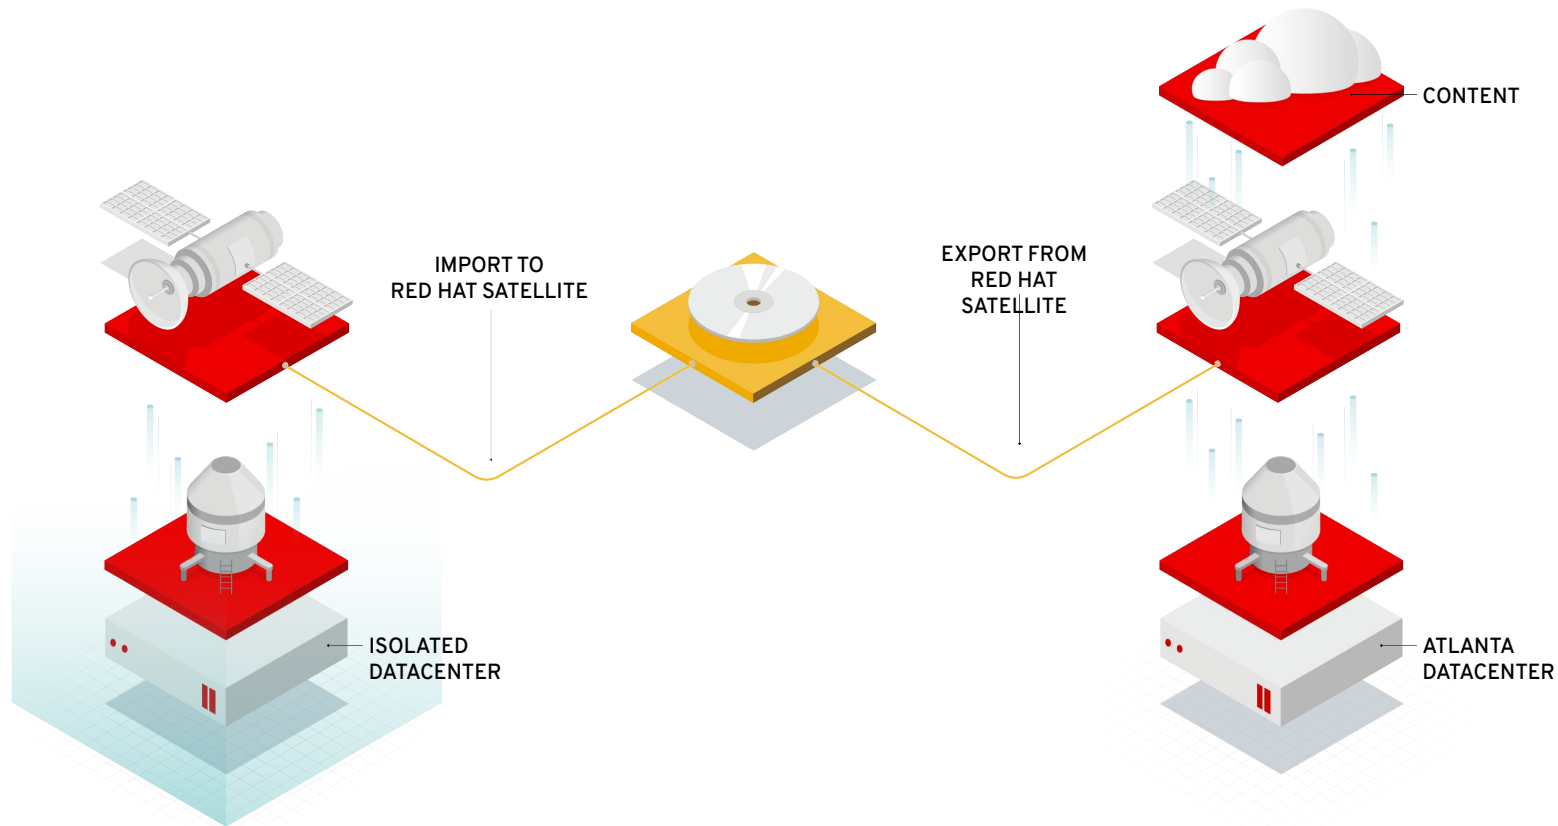 CONTENT
IMPORT TO
RED HAT SATELLITE
EXPORT FROM
RED HAT
SATELLITE
ISOLATED
DATACENTER
ATLANTA
DATACENTER